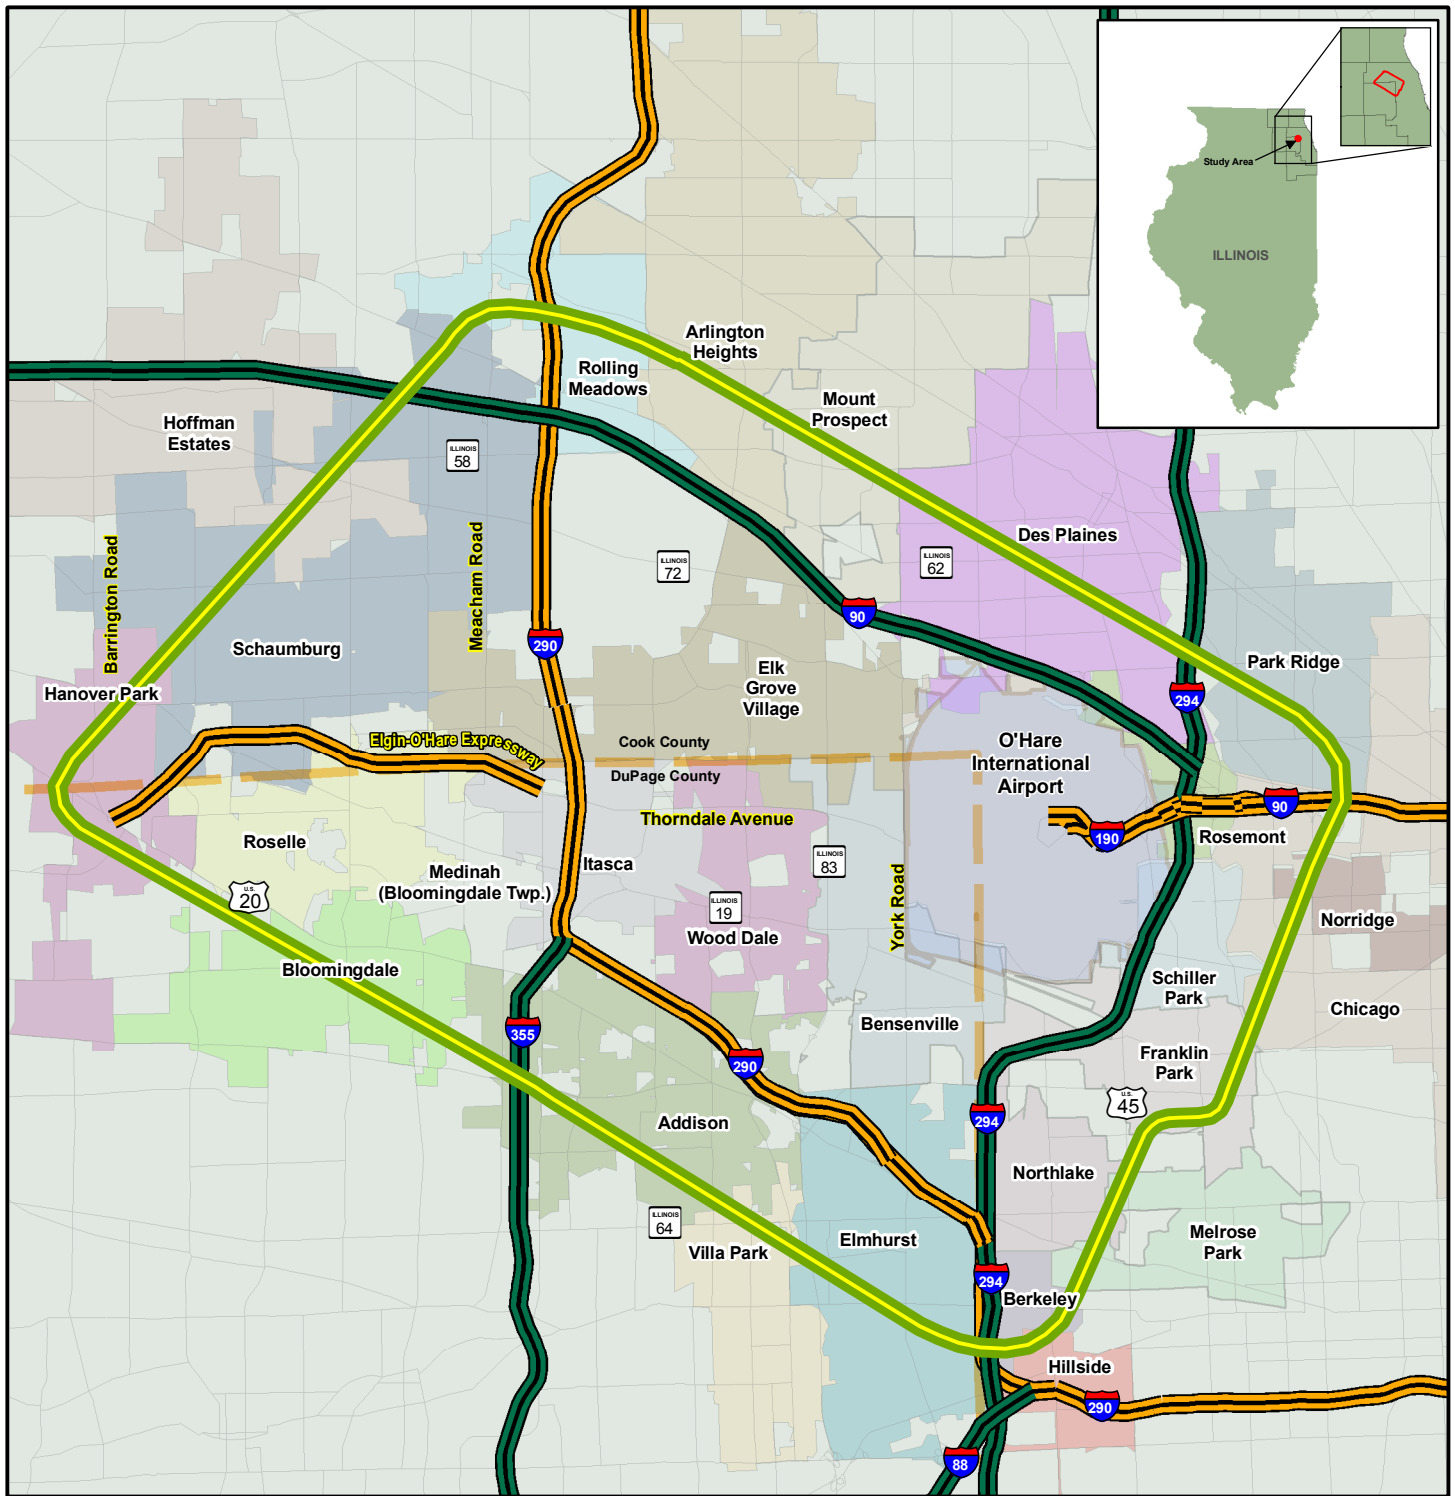 Study Area
ILLINOIS
Arlington
Heights
Rolling
Meadows
Mount
Prospect
Hoffman
Estates
ILLINOIS
58
Des Plaines
ILLINOIS
62
ILLINOIS
72
Barrington Road
Meacham Road
90
290
Schaumburg
Park Ridge
Hanover Park
Elk
Grove
Village
294
Elgin-O'Hare Expressway
Cook County
DuPage County
O'Hare
International
Airport
Thorndale Avenue
90
190
Rosemont
Roselle
Medinah
(Bloomingdale Twp.)
Itasca
ILLINOIS
83
U.S.
20
ILLINOIS
19
York Road
Norridge
Wood Dale
Bloomingdale
Schiller
Park
Chicago
Bensenville
355
290
Franklin
Park
U.S.
45
294
Addison
Northlake
ILLINOIS
64
Villa Park
Elmhurst
Melrose
Park
294
Berkeley
Hillside
290
88